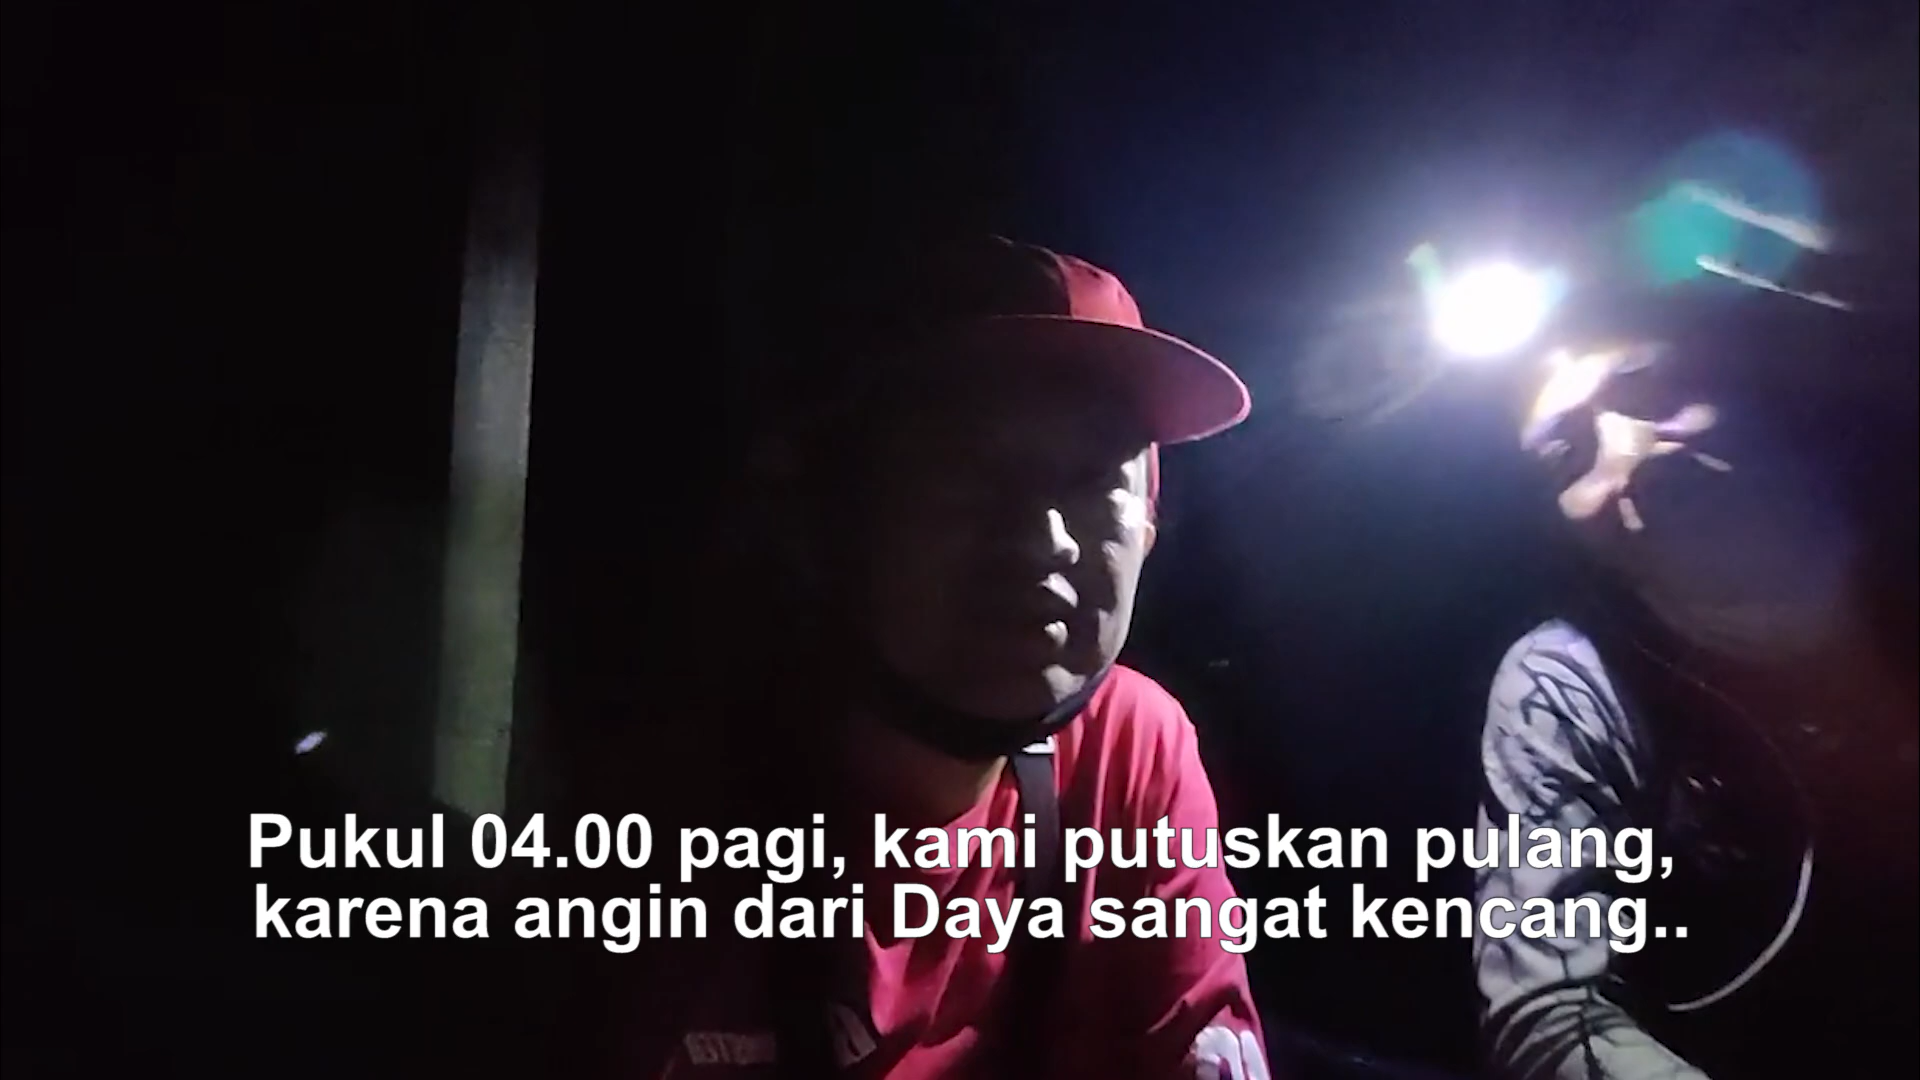 Pukul 04.00 pagi, kami putuskan pulang,
karena angin dari Daya sangat kencang..